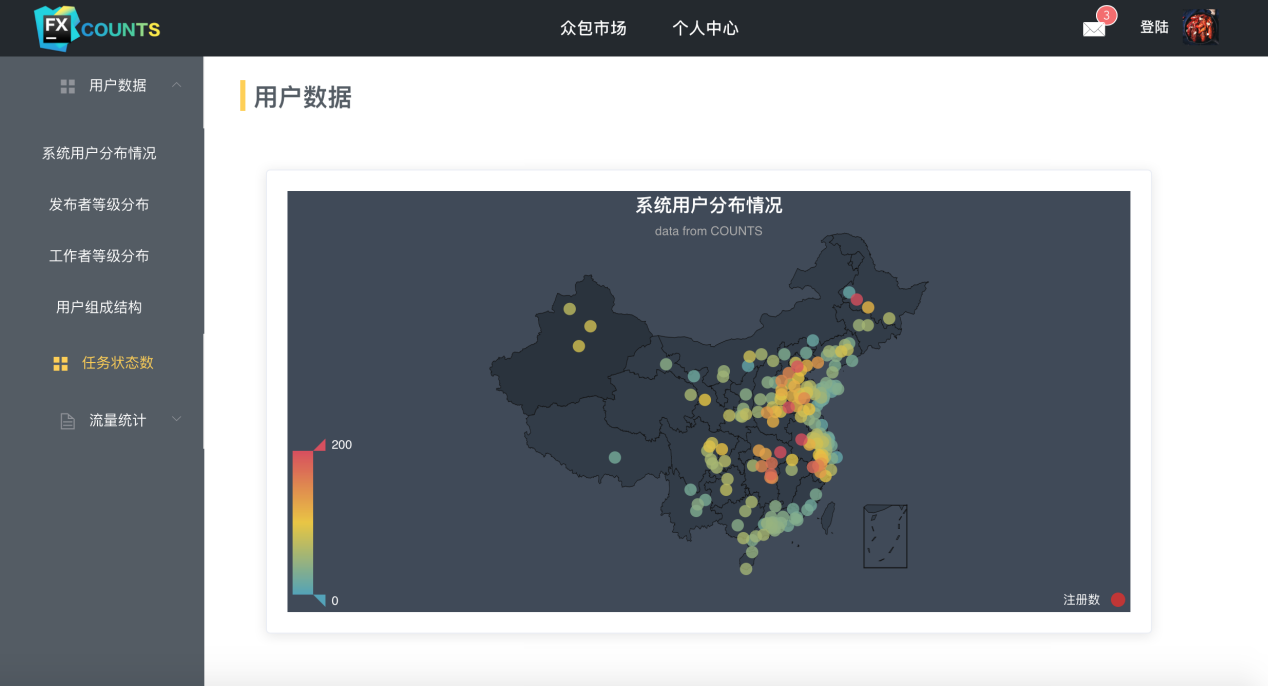 FX COUNTS
众包市场
个人中心
3
登陆
用户数据
系统用户分布情况
发布者等级分布
工作者等级分布
用户组成结构
任务状态数
流量统计
用户数据
系统用户分布情况
data from COUNTS
200
0
注册数